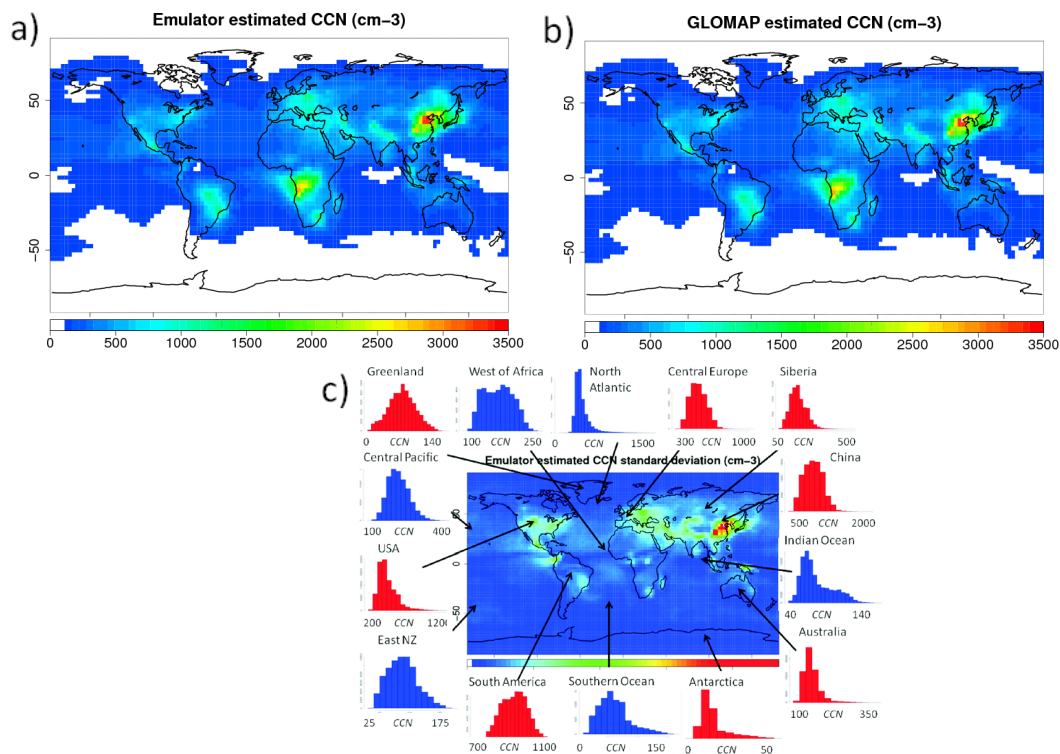 a)
Emulator estimated CCN (cm−3)
50
0
−50
0 500 1000 1500 2000 2500 3000 3500
b)
GLOMAP estimated CCN (cm−3)
50
0
−50
0 500 1000 1500 2000 2500 3000 3500
c)
Greenland
0 CCN 140
West of Africa
100 CCN 250
North
Atlantic
0 CCN 1500
Central Europe
300 CCN 1000
Siberia
50 CCN 500
Central Pacific
100 CCN 400
Emulator estimated CCN standard deviation (cm−3)
0
−50
China
500 CCN 2000
USA
200 CCN 1200
Indian Ocean
40 CCN 140
East NZ
25 CCN 175
Australia
100 CCN 350
South America
700 CCN 1100
Southern Ocean
0 CCN 150
Antarctica
0 CCN 50